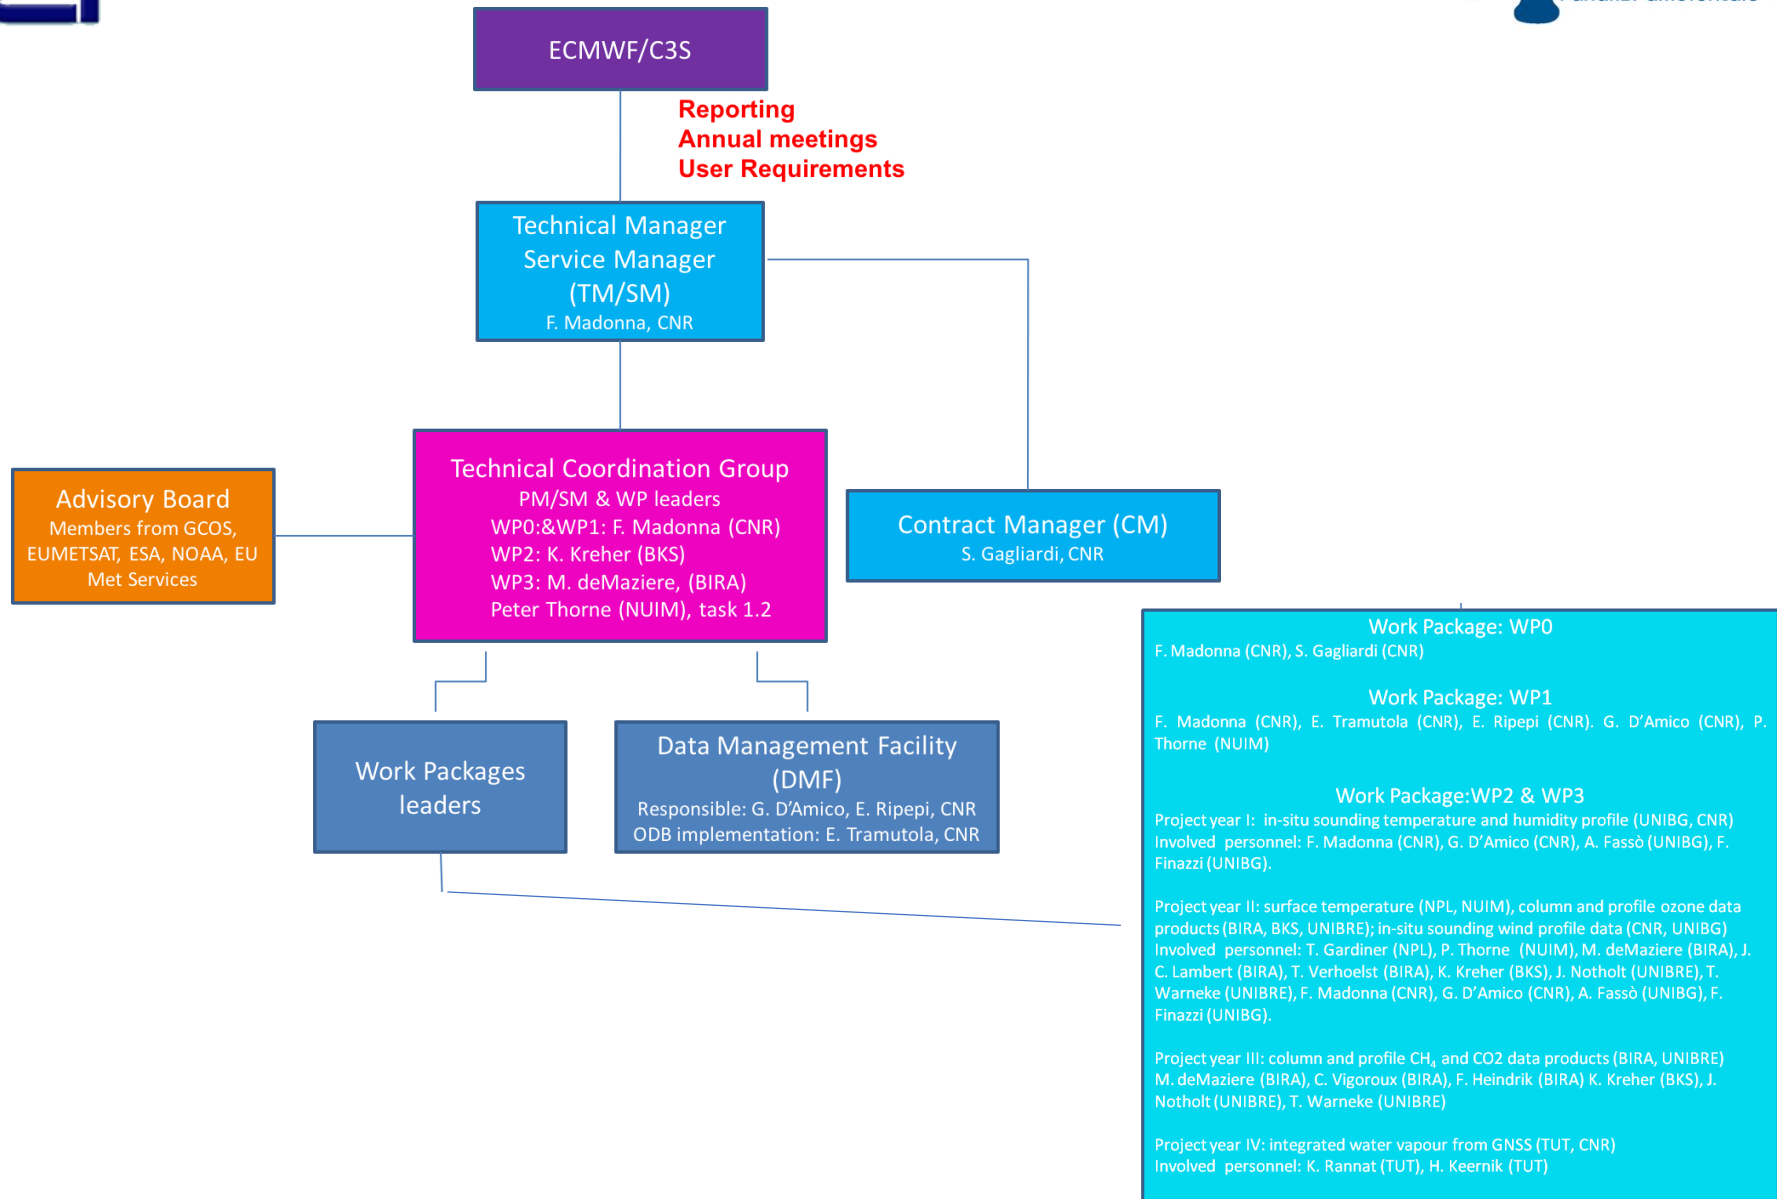 ECMWF/C3S
Reporting
Annual meetings
User Requirements
Technical Manager
Service Manager
(TM/SM)
F. Madonna, CNR
Technical Coordination Group
PM/SM & WP leaders
WP0:&WP1: F. Madonna (CNR)
WP2: K. Kreher (BKS)
WP3: M. deMaziere, (BIRA)
Peter Thorne (NUIM), task 1.2
Advisory Board
Members from GCOS,
EUMETSAT, ESA, NOAA, EU
Met Services
Contract Manager (CM)
S. Gagliardi, CNR
Work Packages
leaders
Data Management Facility
(DMF)
Responsible: G. D’Amico, E. Ripepi, CNR
ODB implementation: E. Tramutola, CNR
Work Package: WP0
F. Madonna (CNR), S. Gagliardi (CNR)
Work Package: WP1
F. Madonna (CNR), E. Tramutola (CNR), E. Ripepi (CNR). G. D’Amico (CNR), P.
Thorne (NUIM)
Work Package:WP2 & WP3
Project year I: in-situ sounding temperature and humidity profile (UNIBG, CNR)
Involved personnel: F. Madonna (CNR), G. D’Amico (CNR), A. Fassò (UNIBG), F.
Finazzi (UNIBG).
Project year II: surface temperature (NPL, NUIM), column and profile ozone data
products (BIRA, BKS, UNIBRE); in-situ sounding wind profile data (CNR, UNIBG)
Involved personnel: T. Gardiner (NPL), P. Thorne (NUIM), M. deMaziere (BIRA), J.
C. Lambert (BIRA), T. Verhoelst (BIRA), K. Kreher (BKS), J. Notholt (UNIBRE), T.
Warneke (UNIBRE), F. Madonna (CNR), G. D’Amico (CNR), A. Fassò (UNIBG), F.
Finazzi (UNIBG).
Project year III: column and profile CH₄ and CO2 data products (BIRA, UNIBRE)
M. deMaziere (BIRA), C. Vigoroux (BIRA), F. Heindrik (BIRA) K. Kreher (BKS), J.
Notholt (UNIBRE), T. Warneke (UNIBRE)
Project year IV: integrated water vapour from GNSS (TUT, CNR)
Involved personnel: K. Rannat (TUT), H. Keernik (TUT)